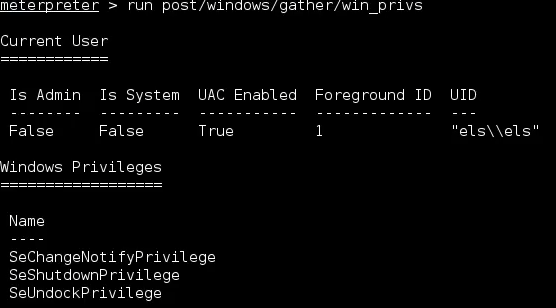 meterpreter > run post/windows/gather/win_privs
Current User
============
Is Admin  Is System  UAC Enabled  Foreground ID  UID
--------  ---------  -----------  -------------  ---
False     False      True         1              "els\\els"
Windows Privileges
==================
Name
----
SeChangeNotifyPrivilege
SeShutdownPrivilege
SeUndockPrivilege